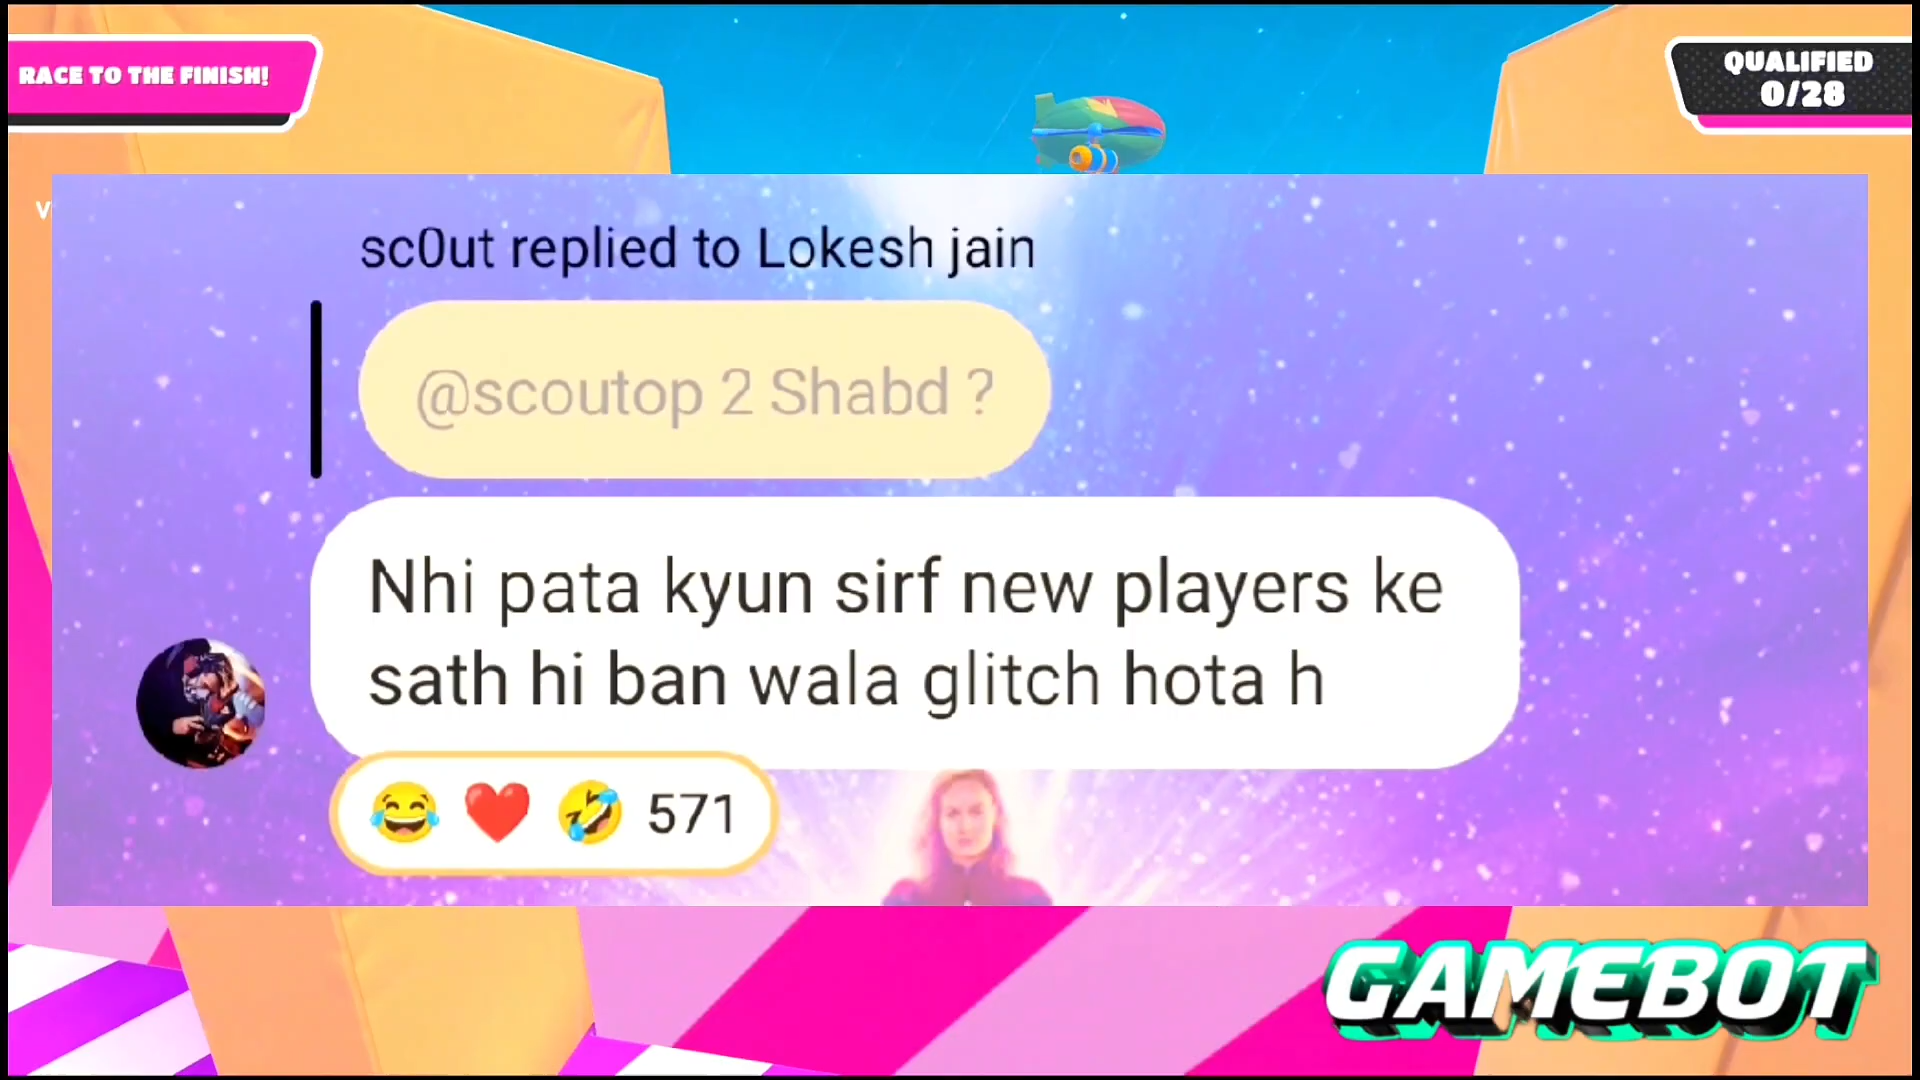 RACE TO THE FINISH!
QUALIFIED
0/28
V
sc0ut replied to Lokesh jain
@scoutop 2 Shabd ?
Nhi pata kyun sirf new players ke
sath hi ban wala glitch hota h
😂 ❤️ 🤣 571
GAMEBOT